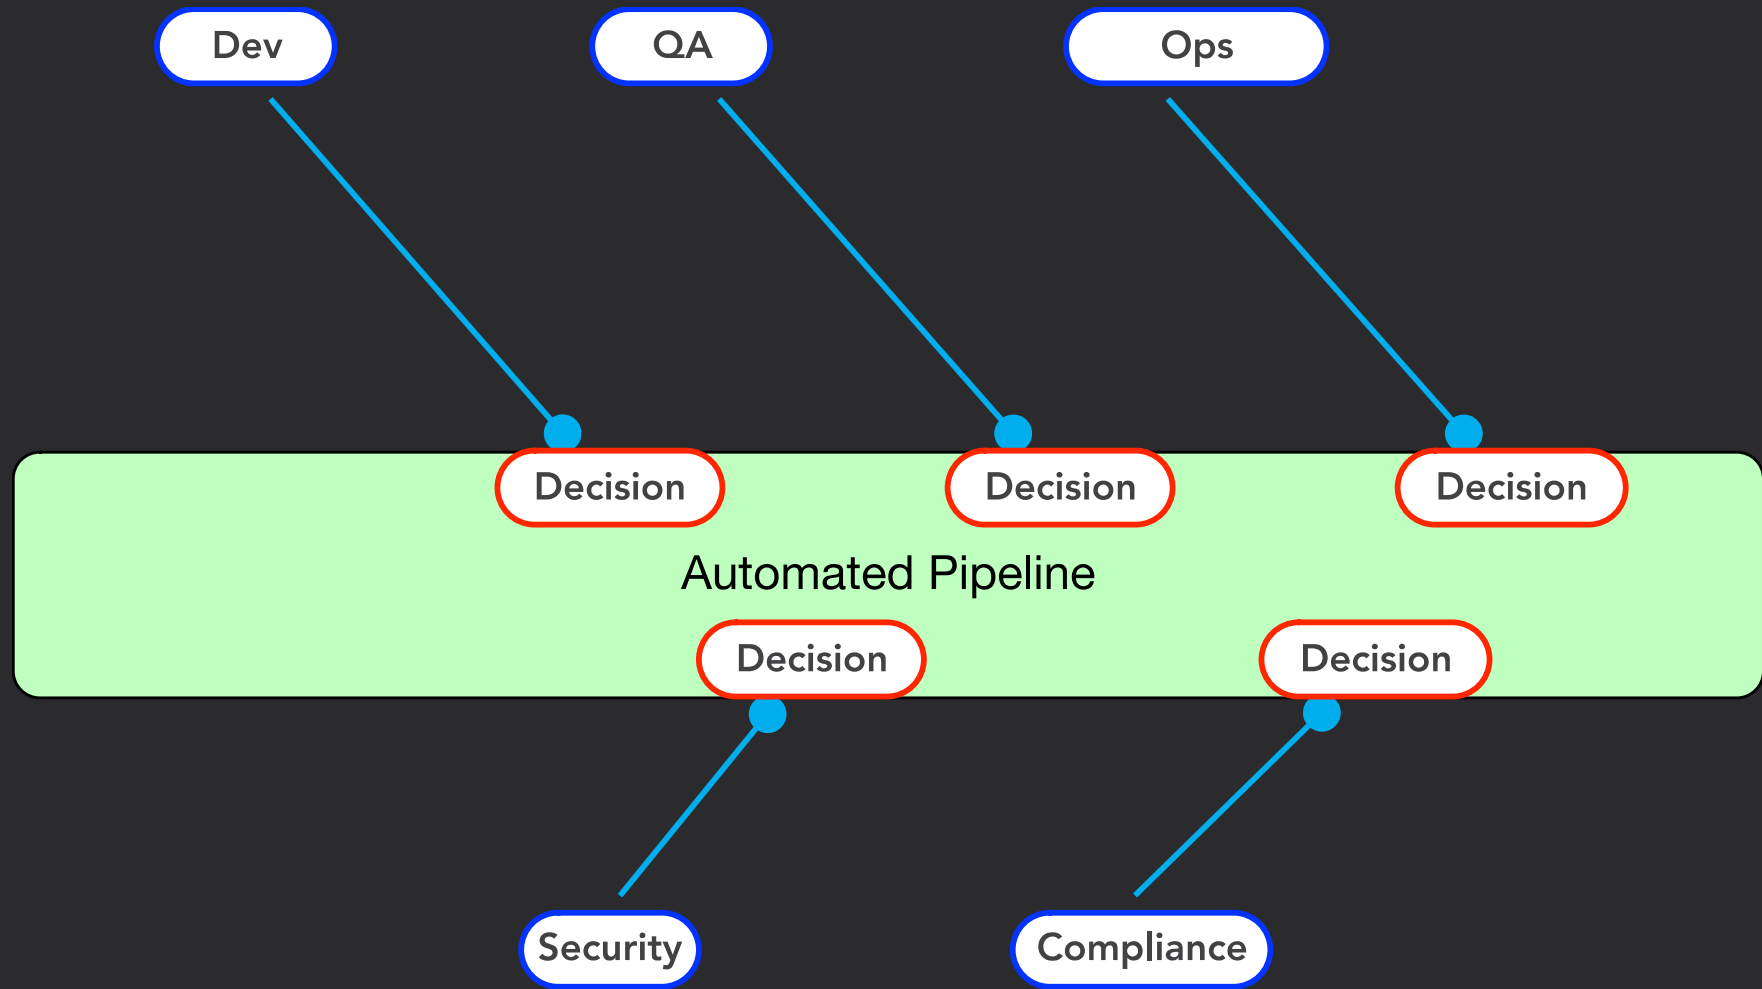 Dev
QA
Ops
Decision
Decision
Decision
Automated Pipeline
Decision
Decision
Security
Compliance